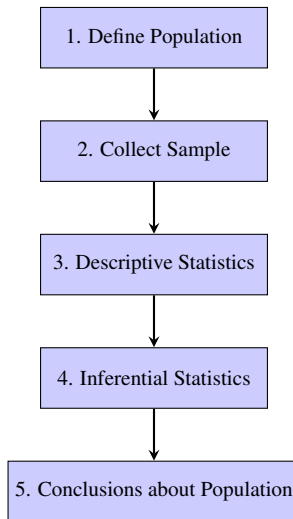 1. Define Population
2. Collect Sample
3. Descriptive Statistics
4. Inferential Statistics
5. Conclusions about Population